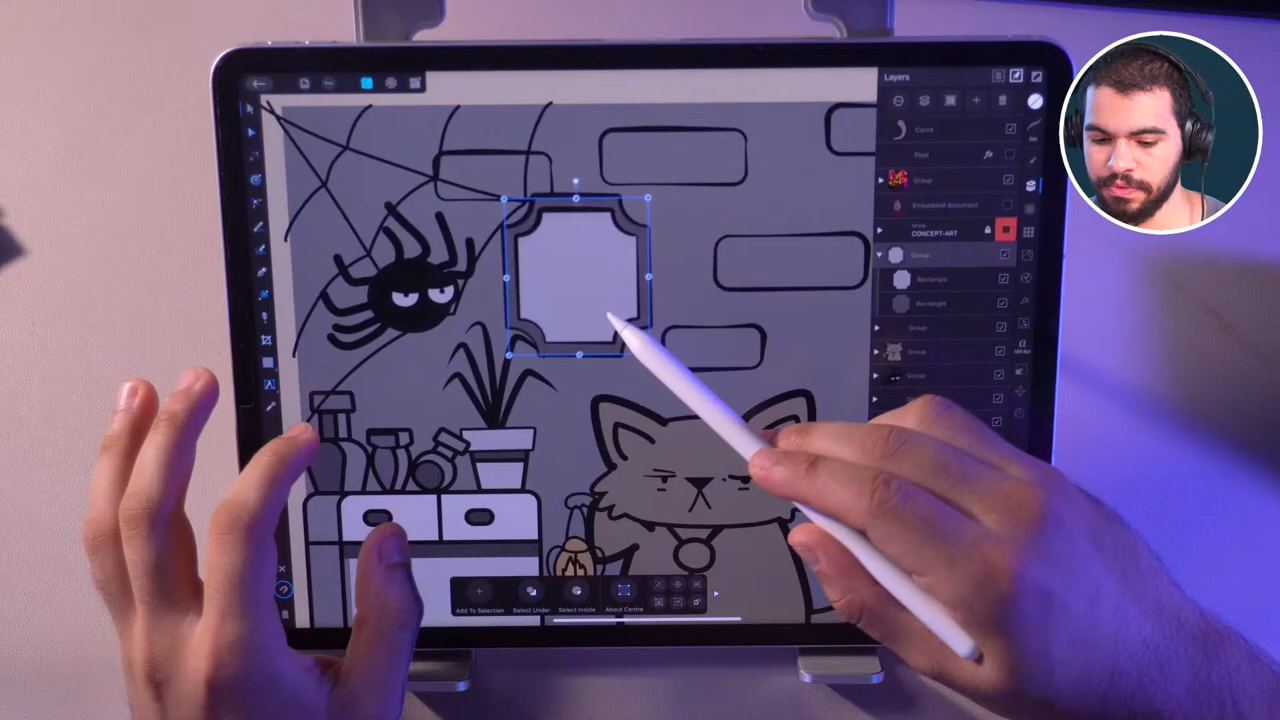 Layers
Curve
Pixel
Group
Embedded document
Group
CONCEPT-ART
Group
Rectangle
Rectangle
Group
Group
Group
Add To Selection
Select Under
Select Inside
About Centre